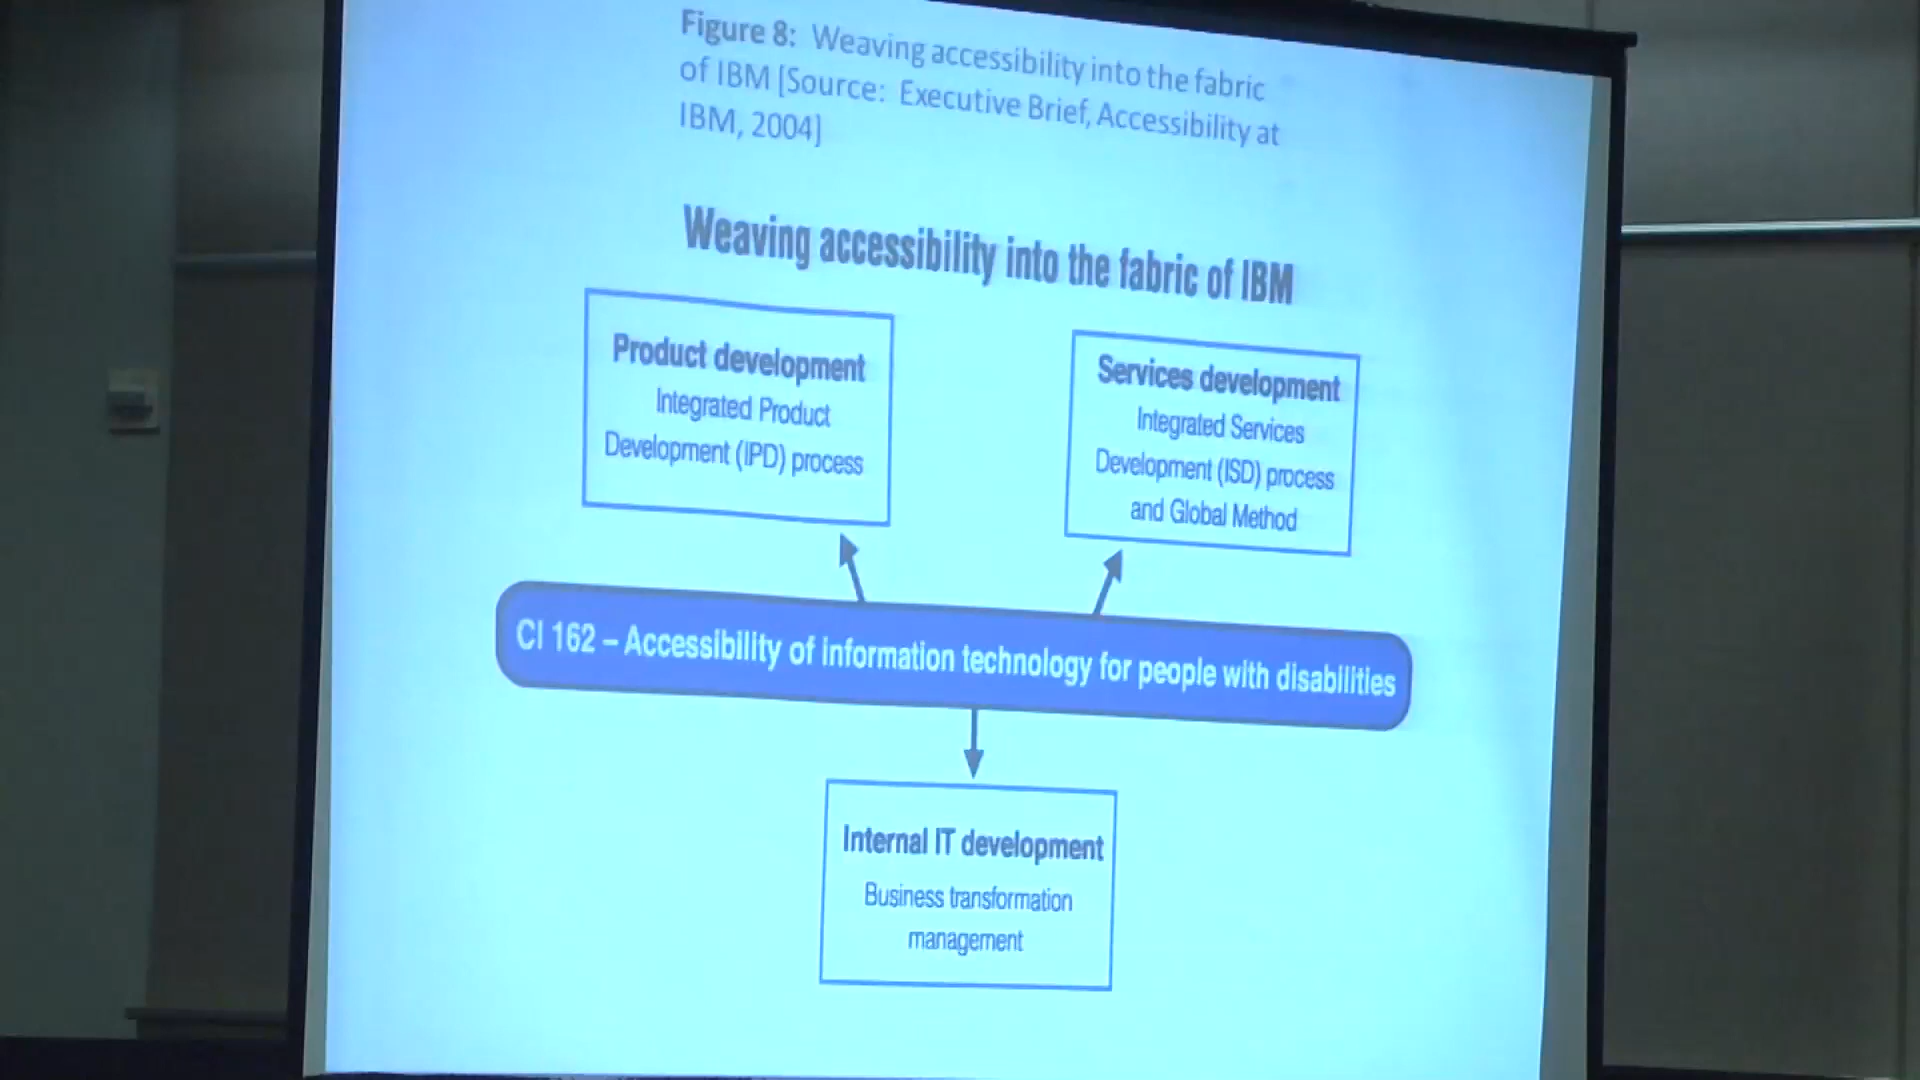 Figure 8: Weaving accessibility into the fabric
of IBM [Source: Executive Brief, Accessibility at
IBM, 2004]
Weaving accessibility into the fabric of IBM
Product development
Integrated Product
Development (IPD) process
Services development
Integrated Services
Development (ISD) process
and Global Method
CI 162 – Accessibility of information technology for people with disabilities
Internal IT development
Business transformation
management